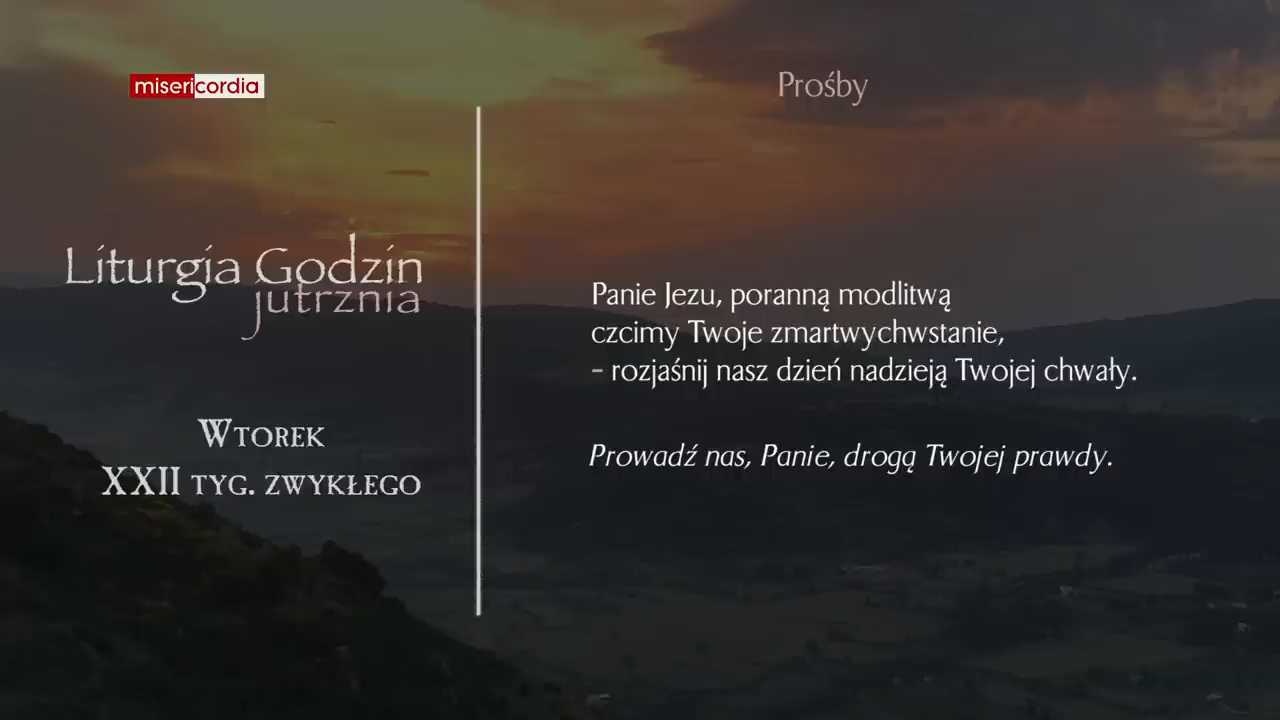 misericordia
Prośby
Liturgia Godzin
jutrznia
Wtorek
XXII tyg. zwykłego
Panie Jezu, poranną modlitwą
czcimy Twoje zmartwychwstanie,
- rozjaśnij nasz dzień nadzieją Twojej chwały.
Prowadź nas, Panie, drogą Twojej prawdy.